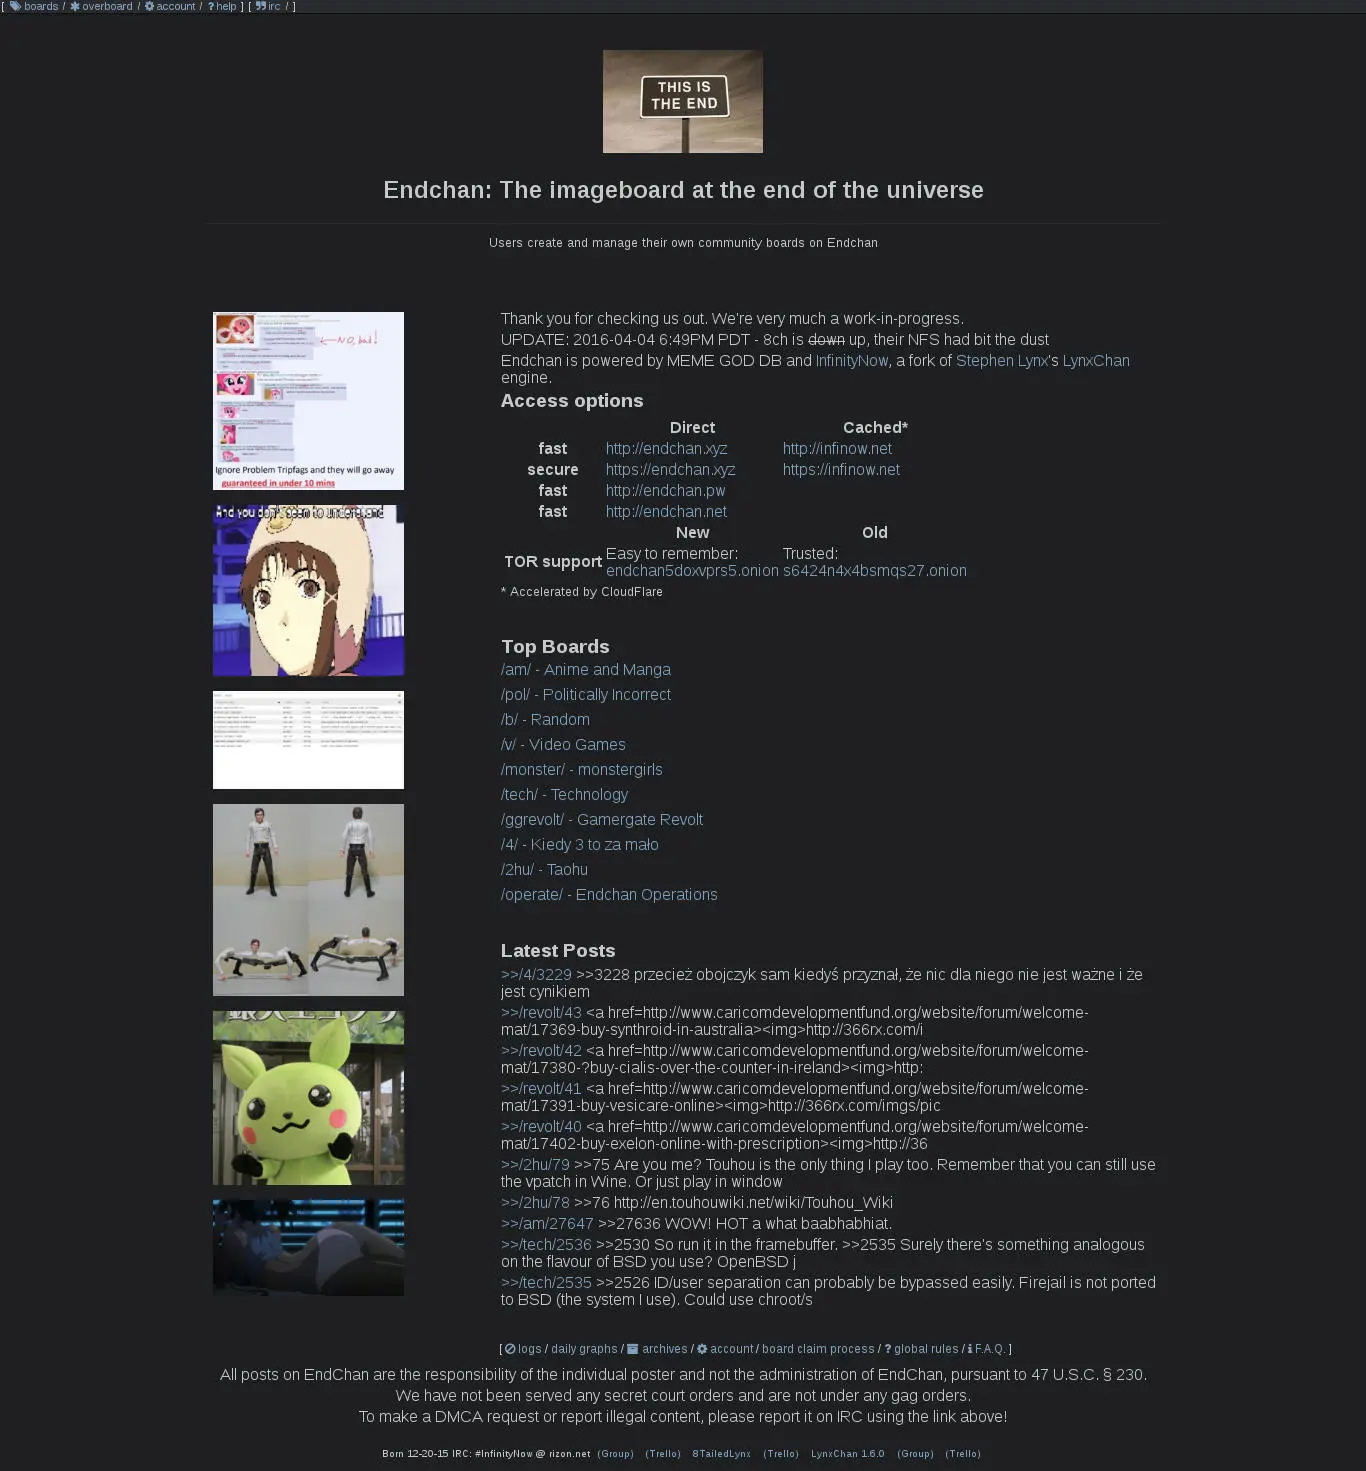 [ boards / overboard / account / help ] [ irc / ]
THIS IS
THE END
Endchan: The imageboard at the end of the universe
Users create and manage their own community boards on Endchan
NO, bad!
Ignore Problem Tripfags and they will go away
guaranteed in under 10 mins
And you don't seem to understand
Thank you for checking us out. We're very much a work-in-progress.
UPDATE: 2016-04-04 6:49PM PDT - 8ch is down up, their NFS had bit the dust
Endchan is powered by MEME GOD DB and InfinityNow, a fork of Stephen Lynx's LynxChan
engine.
Access options
Direct Cached*
fast http://endchan.xyz http://infinow.net
secure https://endchan.xyz https://infinow.net
fast http://endchan.pw
fast http://endchan.net
New Old
TOR support Easy to remember: Trusted:
endchan5doxvprs5.onion s6424n4x4bsmqs27.onion
* Accelerated by CloudFlare
Top Boards
/am/ - Anime and Manga
/pol/ - Politically Incorrect
/b/ - Random
/v/ - Video Games
/monster/ - monstergirls
/tech/ - Technology
/ggrevolt/ - Gamergate Revolt
/4/ - Kiedy 3 to za mało
/2hu/ - Taohu
/operate/ - Endchan Operations
Latest Posts
>>/4/3229 >>3228 przecież obojczyk sam kiedyś przyznał, że nic dla niego nie jest ważne i że
jest cynikiem
>>/revolt/43 <a href=http://www.caricomdevelopmentfund.org/website/forum/welcome-
mat/17369-buy-synthroid-in-australia><img>http://366rx.com/i
>>/revolt/42 <a href=http://www.caricomdevelopmentfund.org/website/forum/welcome-
mat/17380-?buy-cialis-over-the-counter-in-ireland><img>http:
>>/revolt/41 <a href=http://www.caricomdevelopmentfund.org/website/forum/welcome-
mat/17391-buy-vesicare-online><img>http://366rx.com/imgs/pic
>>/revolt/40 <a href=http://www.caricomdevelopmentfund.org/website/forum/welcome-
mat/17402-buy-exelon-online-with-prescription><img>http://36
>>/2hu/79 >>75 Are you me? Touhou is the only thing I play too. Remember that you can still use
the vpatch in Wine. Or just play in window
>>/2hu/78 >>76 http://en.touhouwiki.net/wiki/Touhou_Wiki
>>/am/27647 >>27636 WOW! HOT a what baabhabhiat.
>>/tech/2536 >>2530 So run it in the framebuffer. >>2535 Surely there's something analogous
on the flavour of BSD you use? OpenBSD j
>>/tech/2535 >>2526 ID/user separation can probably be bypassed easily. Firejail is not ported
to BSD (the system I use). Could use chroot/s
[ logs / daily graphs / archives / account / board claim process / global rules / F.A.Q. ]
All posts on EndChan are the responsibility of the individual poster and not the administration of EndChan, pursuant to 47 U.S.C. § 230.
We have not been served any secret court orders and are not under any gag orders.
To make a DMCA request or report illegal content, please report it on IRC using the link above!
Born 12-20-15 IRC: #InfinityNow @ rizon.net (Group) (Trello) 8TailedLynx (Trello) LynxChan 1.6.0 (Group) (Trello)